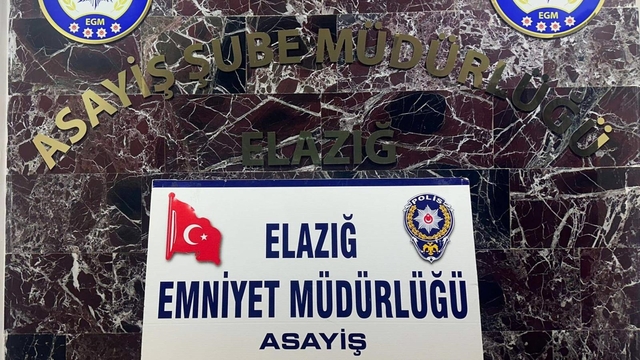 EGM EGM
ASAYİŞ ŞUBE MÜDÜRLÜĞÜ
ELAZIĞ
POLİS
ELAZIĞ
EMNİYET MÜDÜRLÜĞÜ
ASAYİŞ